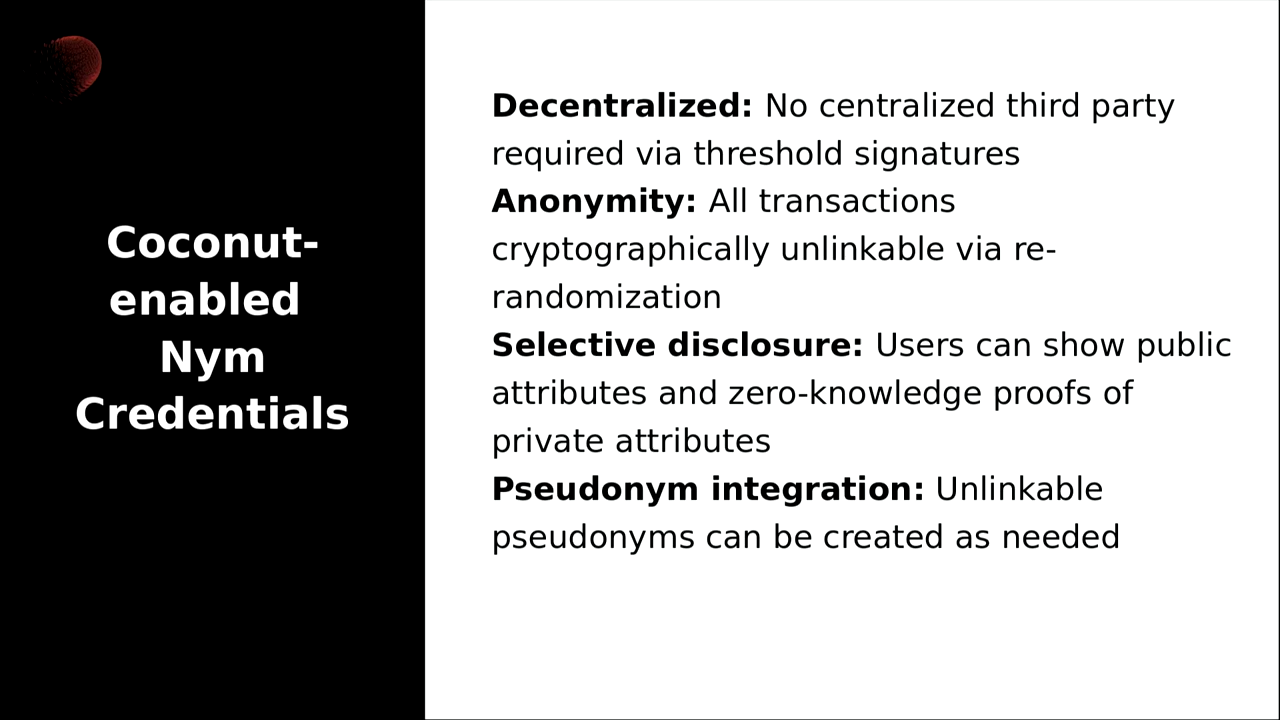 Coconut-
enabled
Nym
Credentials
Decentralized: No centralized third party
required via threshold signatures
Anonymity: All transactions
cryptographically unlinkable via re-
randomization
Selective disclosure: Users can show public
attributes and zero-knowledge proofs of
private attributes
Pseudonym integration: Unlinkable
pseudonyms can be created as needed